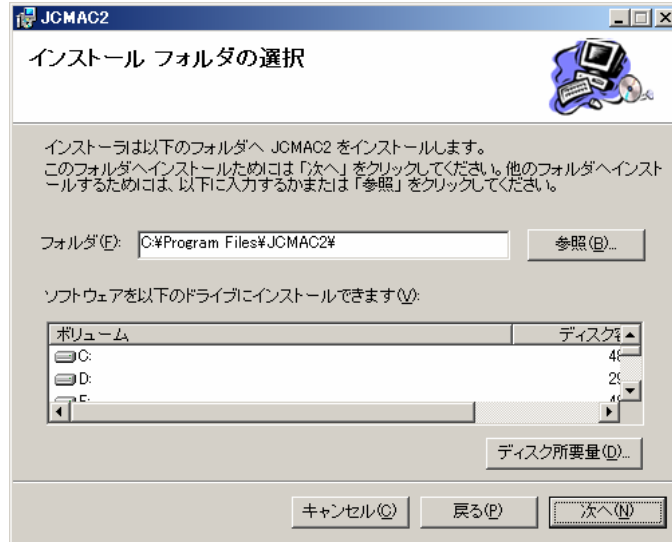 JCMAC2
インストール フォルダの選択
インストーラは以下のフォルダへ JCMAC2 をインストールします。
このフォルダへインストールためには「次へ」をクリックしてください。他のフォルダへインスト
ールするためには、以下に入力するかまたは「参照」をクリックしてください。
フォルダ(F): C:¥Program Files¥JCMAC2¥ 参照(B)...
ソフトウェアを以下のドライブにインストールできます(V):
ボリューム ディスク
C: 48
D: 29
ディスク所要量(D)...
キャンセル(C) 戻る(P) 次へ(N)